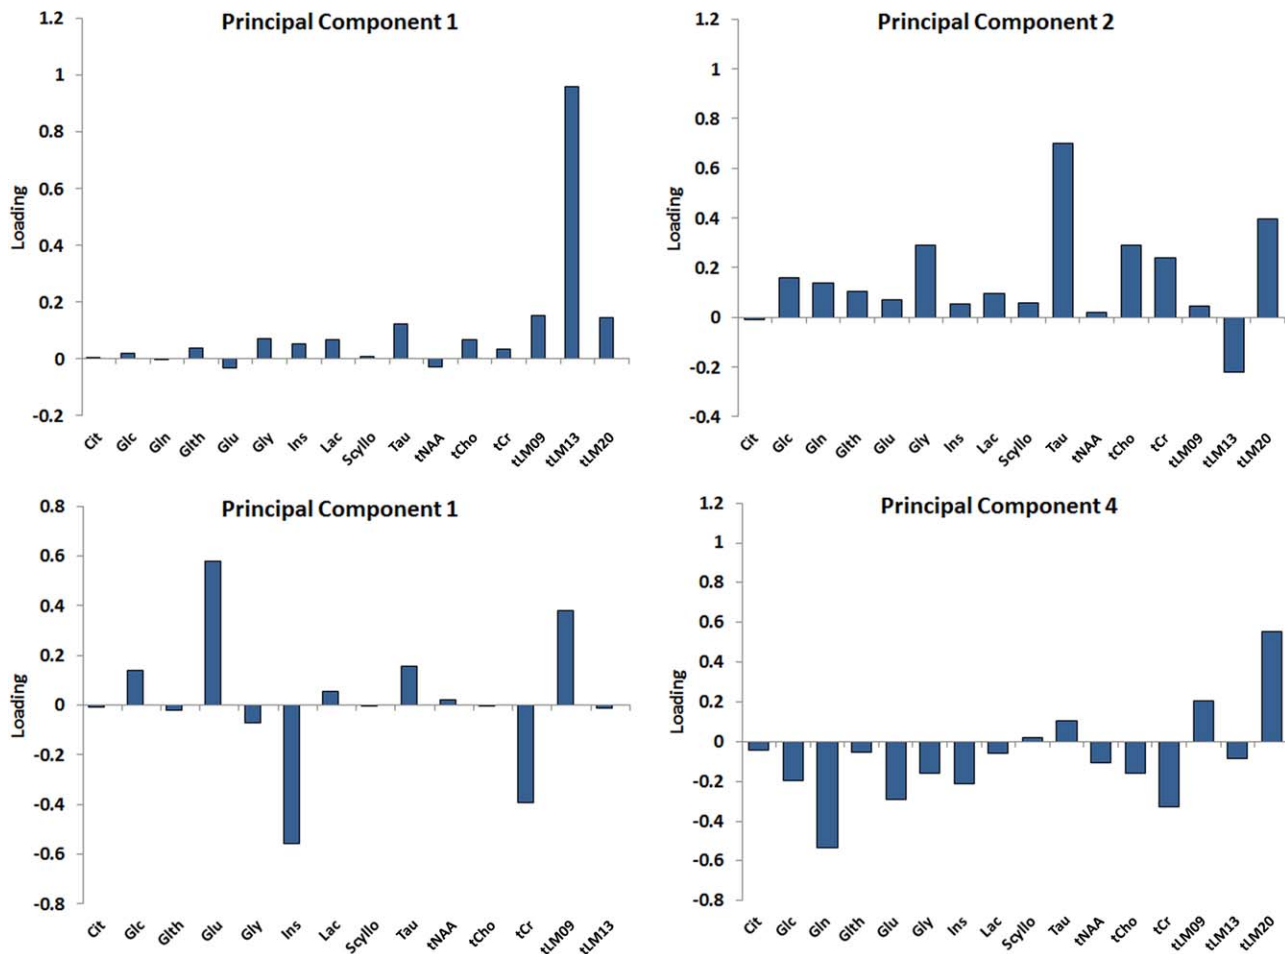 Principal Component 1
1.2
1
0.8
0.6
0.4
0.2
0
-0.2
Loading
Cit
Glc
Gln
Glth
Glu
Gly
Ins
Lac
Scyllo
Tau
tNAA
tCho
tCr
tLM09
tLM13
tLM20
Principal Component 2
1.2
1
0.8
0.6
0.4
0.2
0
-0.2
-0.4
Loading
Cit
Glc
Gln
Glth
Glu
Gly
Ins
Lac
Scyllo
Tau
tNAA
tCho
tCr
tLM09
tLM13
tLM20
Principal Component 1
0.8
0.6
0.4
0.2
0
-0.2
-0.4
-0.6
-0.8
Loading
Cit
Glc
Glth
Glu
Gly
Ins
Lac
Scyllo
Tau
tNAA
tCho
tCr
tLM09
tLM13
Principal Component 4
1.2
1
0.8
0.6
0.4
0.2
0
-0.2
-0.4
-0.6
-0.8
Loading
Cit
Glc
Gln
Glth
Glu
Gly
Ins
Lac
Scyllo
Tau
tNAA
tCho
tCr
tLM09
tLM13
tLM20